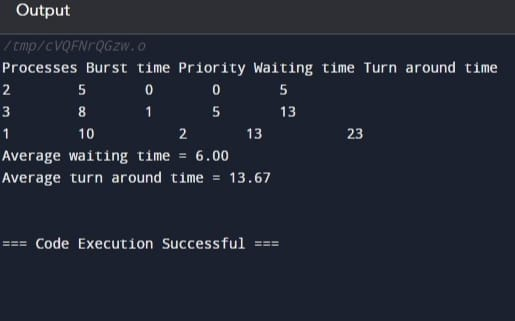 Output
/tmp/cVQFNrQGzw.o
Processes Burst time Priority Waiting time Turn around time
2 5 0 0 5
3 8 1 5 13
1 10 2 13 23
Average waiting time = 6.00
Average turn around time = 13.67
=== Code Execution Successful ===